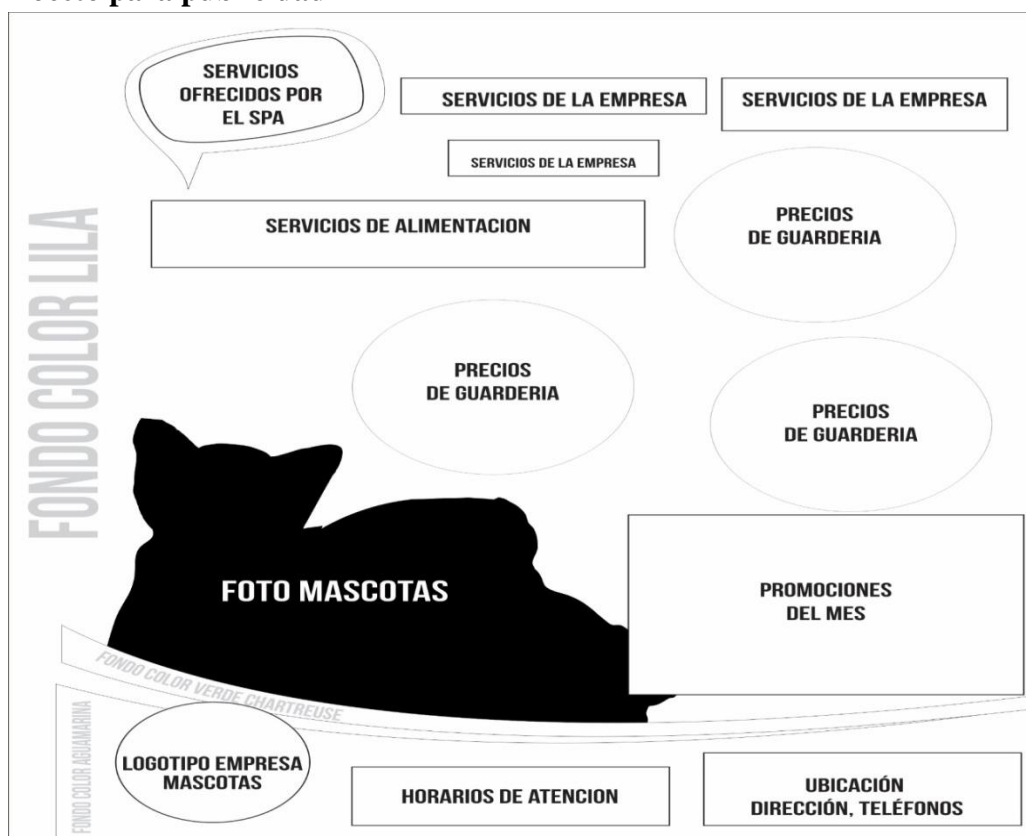 SERVICIOS
OFRECIDOS POR
EL SPA
SERVICIOS DE LA EMPRESA
SERVICIOS DE LA EMPRESA
SERVICIOS DE LA EMPRESA
SERVICIOS DE ALIMENTACION
PRECIOS
DE GUARDERIA
FONDO COLOR LILA
PRECIOS
DE GUARDERIA
PRECIOS
DE GUARDERIA
FOTO MASCOTAS
PROMOCIONES
DEL MES
FONDO COLOR VERDE CHARTREUSE
FONDO COLOR AGUAMARINA
LOGOTIPO EMPRESA
MASCOTAS
HORARIOS DE ATENCION
UBICACIÓN
DIRECCIÓN, TELÉFONOS